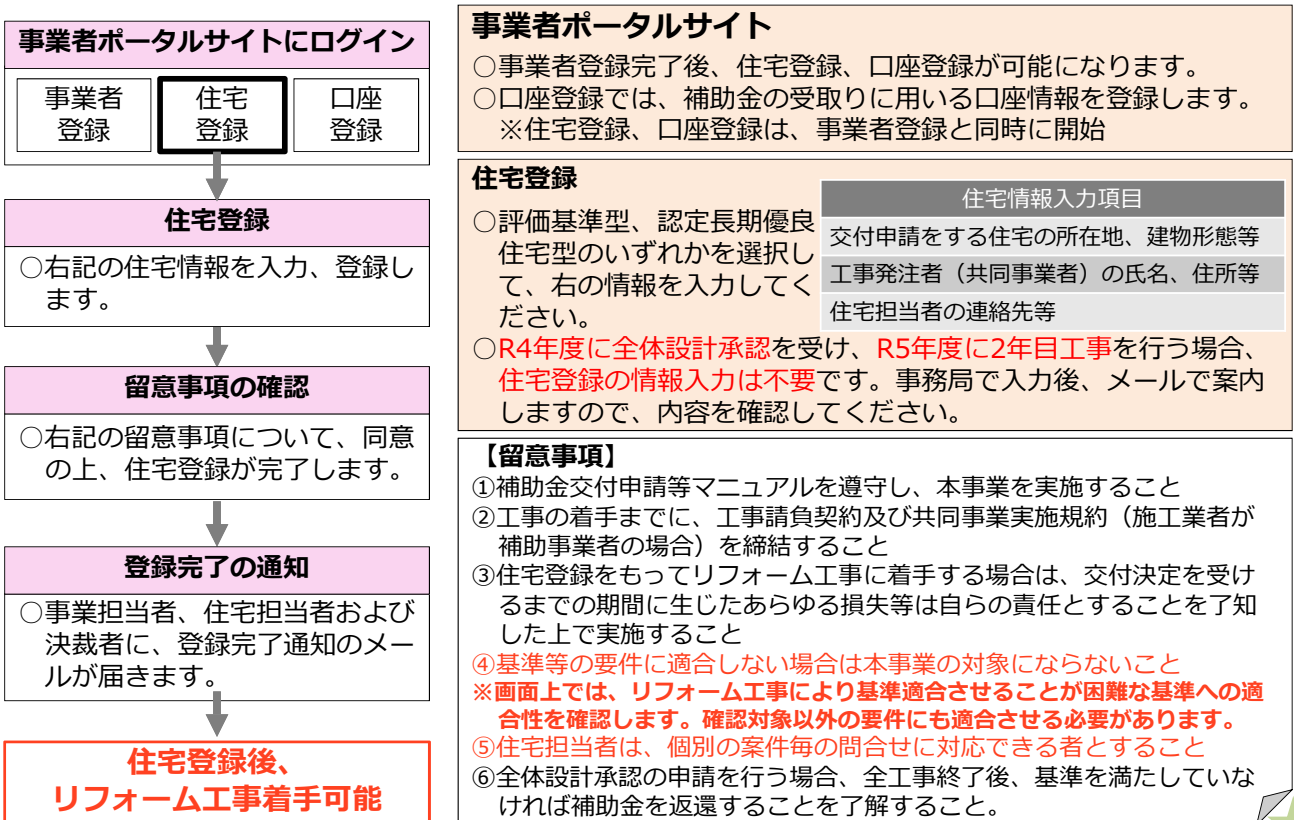 事業者ポータルサイトにログイン
事業者
登録
住宅
登録
口座
登録
住宅登録
○右記の住宅情報を入力、登録し
ます。
留意事項の確認
○右記の留意事項について、同意
の上、住宅登録が完了します。
登録完了の通知
○事業担当者、住宅担当者および
決裁者に、登録完了通知のメー
ルが届きます。
住宅登録後、
リフォーム工事着手可能
事業者ポータルサイト
○事業者登録完了後、住宅登録、口座登録が可能になります。
○口座登録では、補助金の受取りに用いる口座情報を登録します。
※住宅登録、口座登録は、事業者登録と同時に開始
住宅登録
○評価基準型、認定長期優良
住宅型のいずれかを選択し
て、右の情報を入力してく
ださい。
住宅情報入力項目
交付申請をする住宅の所在地、建物形態等
工事発注者（共同事業者）の氏名、住所等
住宅担当者の連絡先等
○R4年度に全体設計承認を受け、R5年度に2年目工事を行う場合、
住宅登録の情報入力は不要です。事務局で入力後、メールで案内
しますので、内容を確認してください。
【留意事項】
①補助金交付申請等マニュアルを遵守し、本事業を実施すること
②工事の着手までに、工事請負契約及び共同事業実施規約（施工業者が
補助事業者の場合）を締結すること
③住宅登録をもってリフォーム工事に着手する場合は、交付決定を受け
るまでの期間に生じたあらゆる損失等は自らの責任とすることを了知
した上で実施すること
④基準等の要件に適合しない場合は本事業の対象にならないこと
※画面上では、リフォーム工事により基準適合させることが困難な基準への適
合性を確認します。確認対象以外の要件にも適合させる必要があります。
⑤住宅担当者は、個別の案件毎の問合せに対応できる者とすること
⑥全体設計承認の申請を行う場合、全工事終了後、基準を満たしていな
ければ補助金を返還することを了解すること。